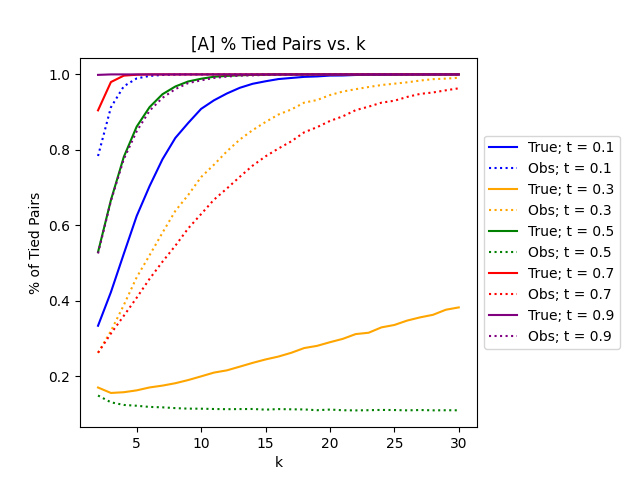 [A] % Tied Pairs vs. k
% of Tied Pairs
1.0
0.8
0.6
0.4
0.2
5 10 15 20 25 30
k
True; t = 0.1
Obs; t = 0.1
True; t = 0.3
Obs; t = 0.3
True; t = 0.5
Obs; t = 0.5
True; t = 0.7
Obs; t = 0.7
True; t = 0.9
Obs; t = 0.9